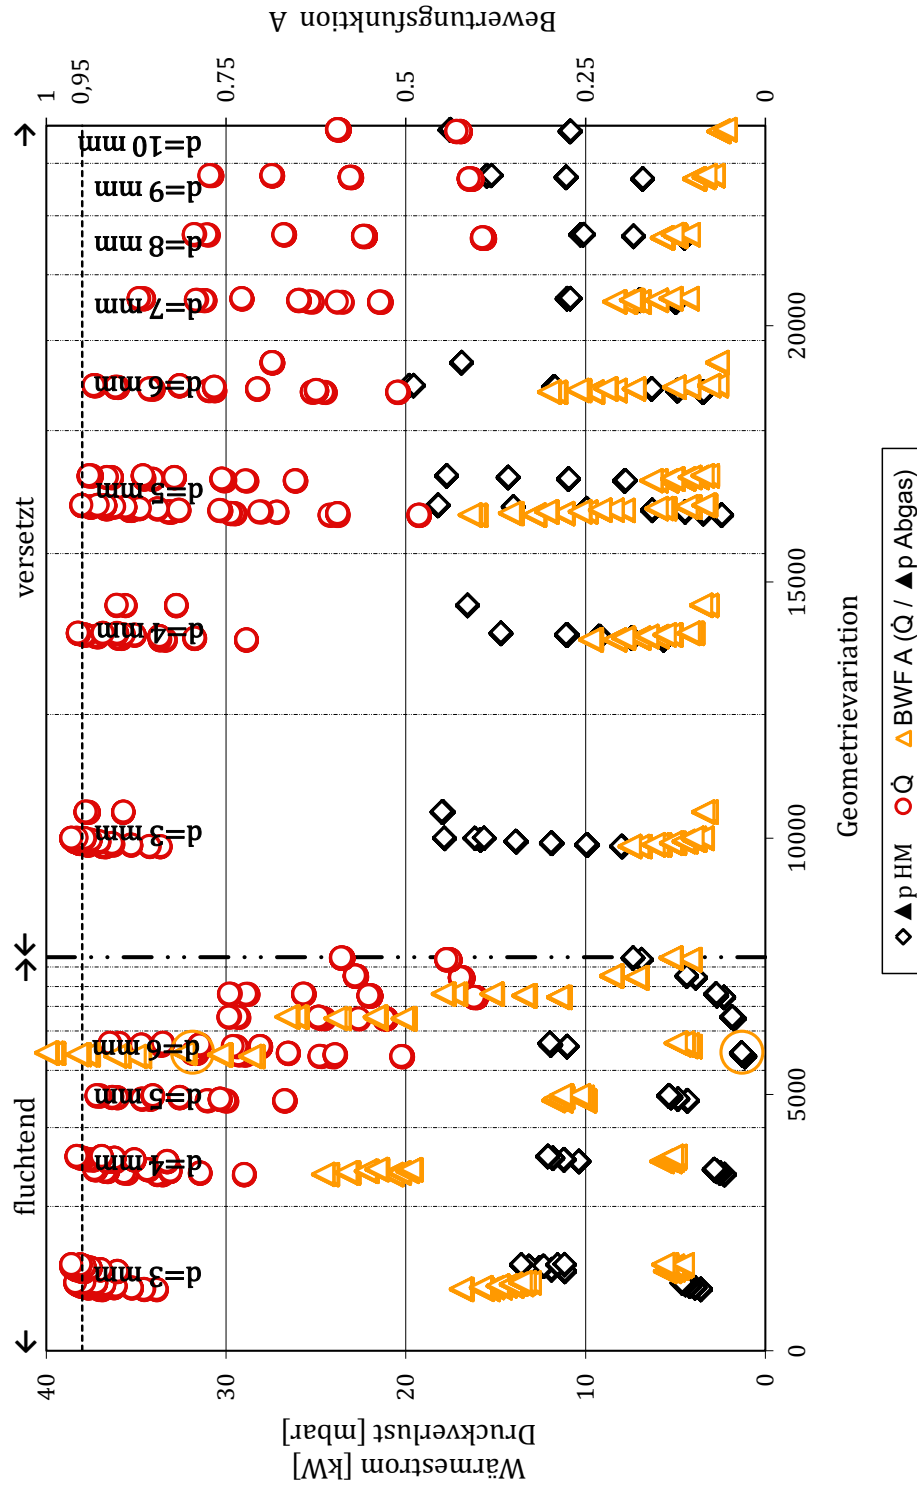 fluchtend
versetzt
d=3 mm
d=4 mm
d=5 mm
d=6 mm
d=3 mm
d=4 mm
d=5 mm
d=6 mm
d=7 mm
d=8 mm
d=9 mm
d=10 mm
Wärmestrom [kW]
Druckverlust [mbar]
40
30
20
10
0
Bewertungsfunktion A
1
0,95
0.75
0.5
0.25
0
0
5000
10000
15000
20000
Geometrievariation
▲p HM
Q̇
BWF A (Q̇ / ▲p Abgas)